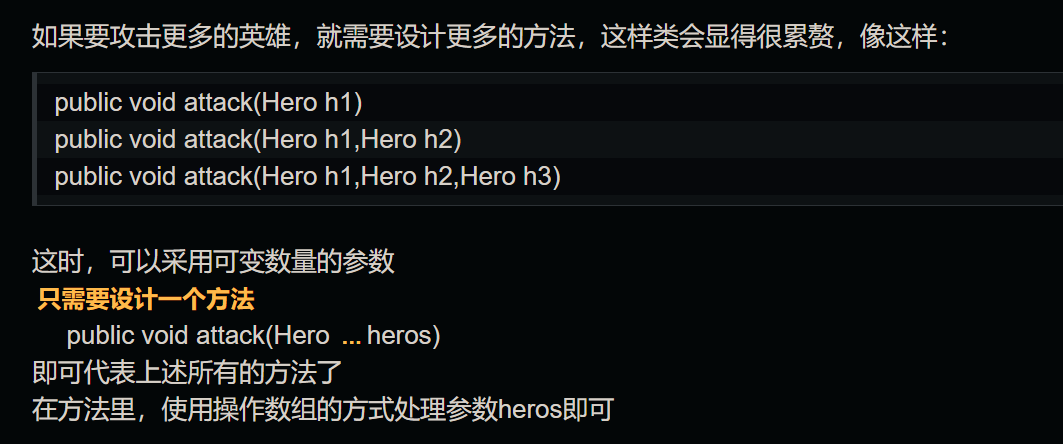 如果要攻击更多的英雄，就需要设计更多的方法，这样类会显得很累赘，像这样：
public void attack(Hero h1)
public void attack(Hero h1,Hero h2)
public void attack(Hero h1,Hero h2,Hero h3)
这时，可以采用可变数量的参数
只需要设计一个方法
public void attack(Hero ... heros)
即可代表上述所有的方法了
在方法里，使用操作数组的方式处理参数heros即可